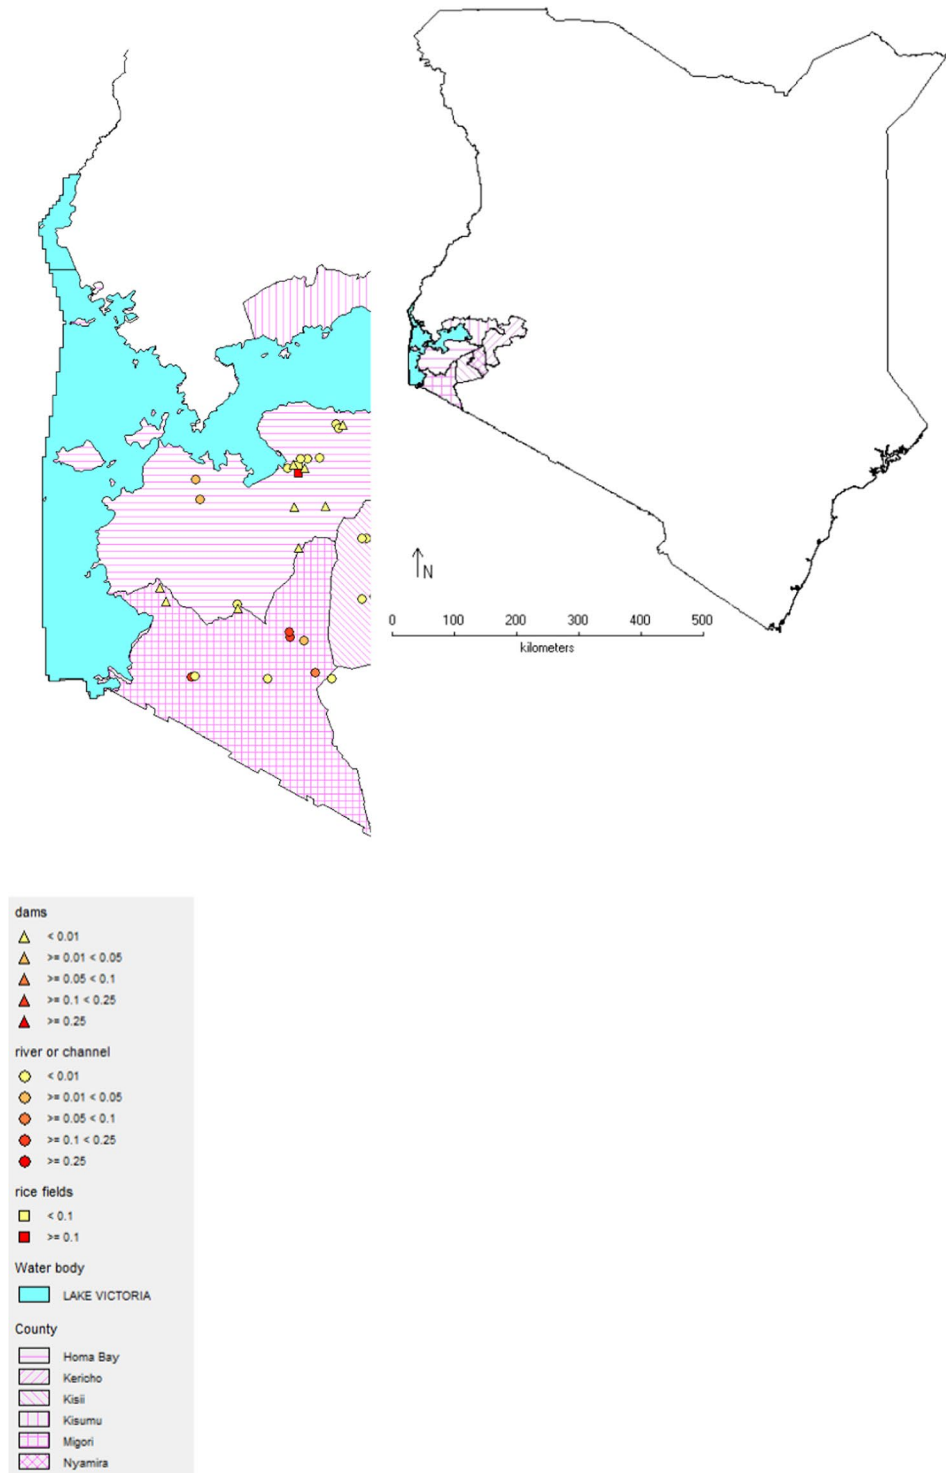 N
0 100 200 300 400 500
kilometers
dams
< 0.01
>= 0.01 < 0.05
>= 0.05 < 0.1
>= 0.1 < 0.25
>= 0.25
river or channel
< 0.01
>= 0.01 < 0.05
>= 0.05 < 0.1
>= 0.1 < 0.25
>= 0.25
rice fields
< 0.1
>= 0.1
Water body
LAKE VICTORIA
County
Homa Bay
Kericho
Kisii
Kisumu
Migori
Nyamira